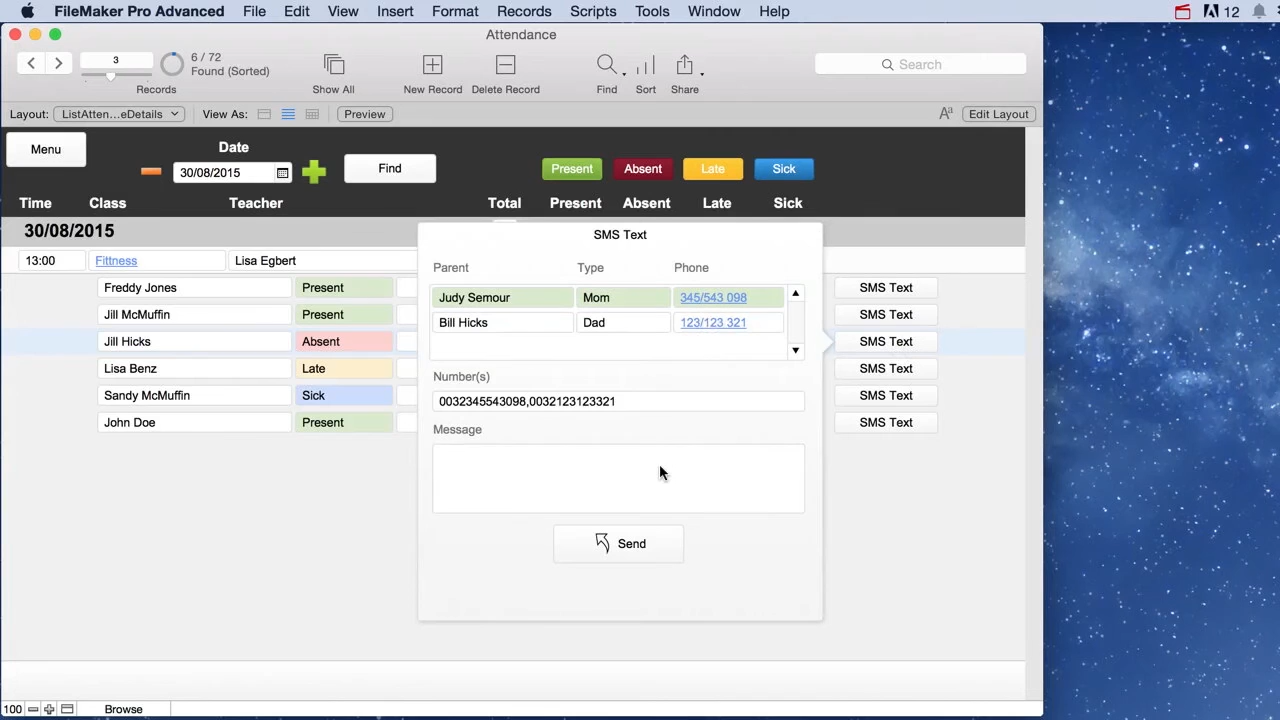 FileMaker Pro Advanced File Edit View Insert Format Records Scripts Tools Window Help 12
Attendance
3 6 / 72
Found (Sorted)
Search
Records Show All New Record Delete Record Find Sort Share
Layout: ListAtten...eDetails View As: Preview Aa Edit Layout
Menu Date
30/08/2015 Find Present Absent Late Sick
Time Class Teacher Total Present Absent Late Sick
30/08/2015
13:00 Fittness Lisa Egbert
Freddy Jones Present SMS Text
Jill McMuffin Present SMS Text
Jill Hicks Absent SMS Text
Lisa Benz Late SMS Text
Sandy McMuffin Sick SMS Text
John Doe Present SMS Text
SMS Text
Parent Type Phone
Judy Semour Mom 345/543 098
Bill Hicks Dad 123/123 321
Number(s)
0032345543098,0032123123321
Message
Send
100 Browse